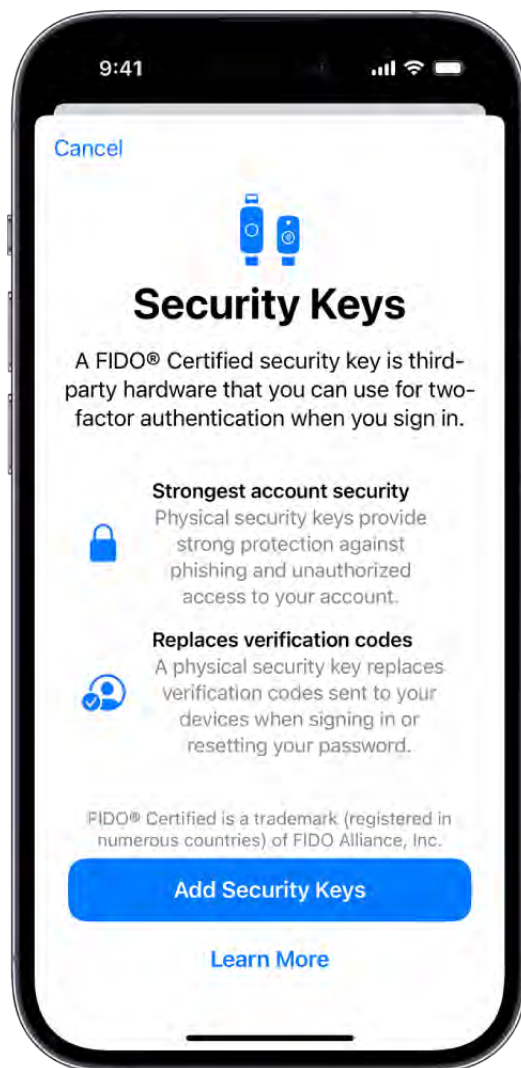 9:41
Cancel
Security Keys
A FIDO® Certified security key is third-
party hardware that you can use for two-
factor authentication when you sign in.
Strongest account security
Physical security keys provide
strong protection against
phishing and unauthorized
access to your account.
Replaces verification codes
A physical security key replaces
verification codes sent to your
devices when signing in or
resetting your password.
FIDO® Certified is a trademark (registered in
numerous countries) of FIDO Alliance, Inc.
Add Security Keys
Learn More